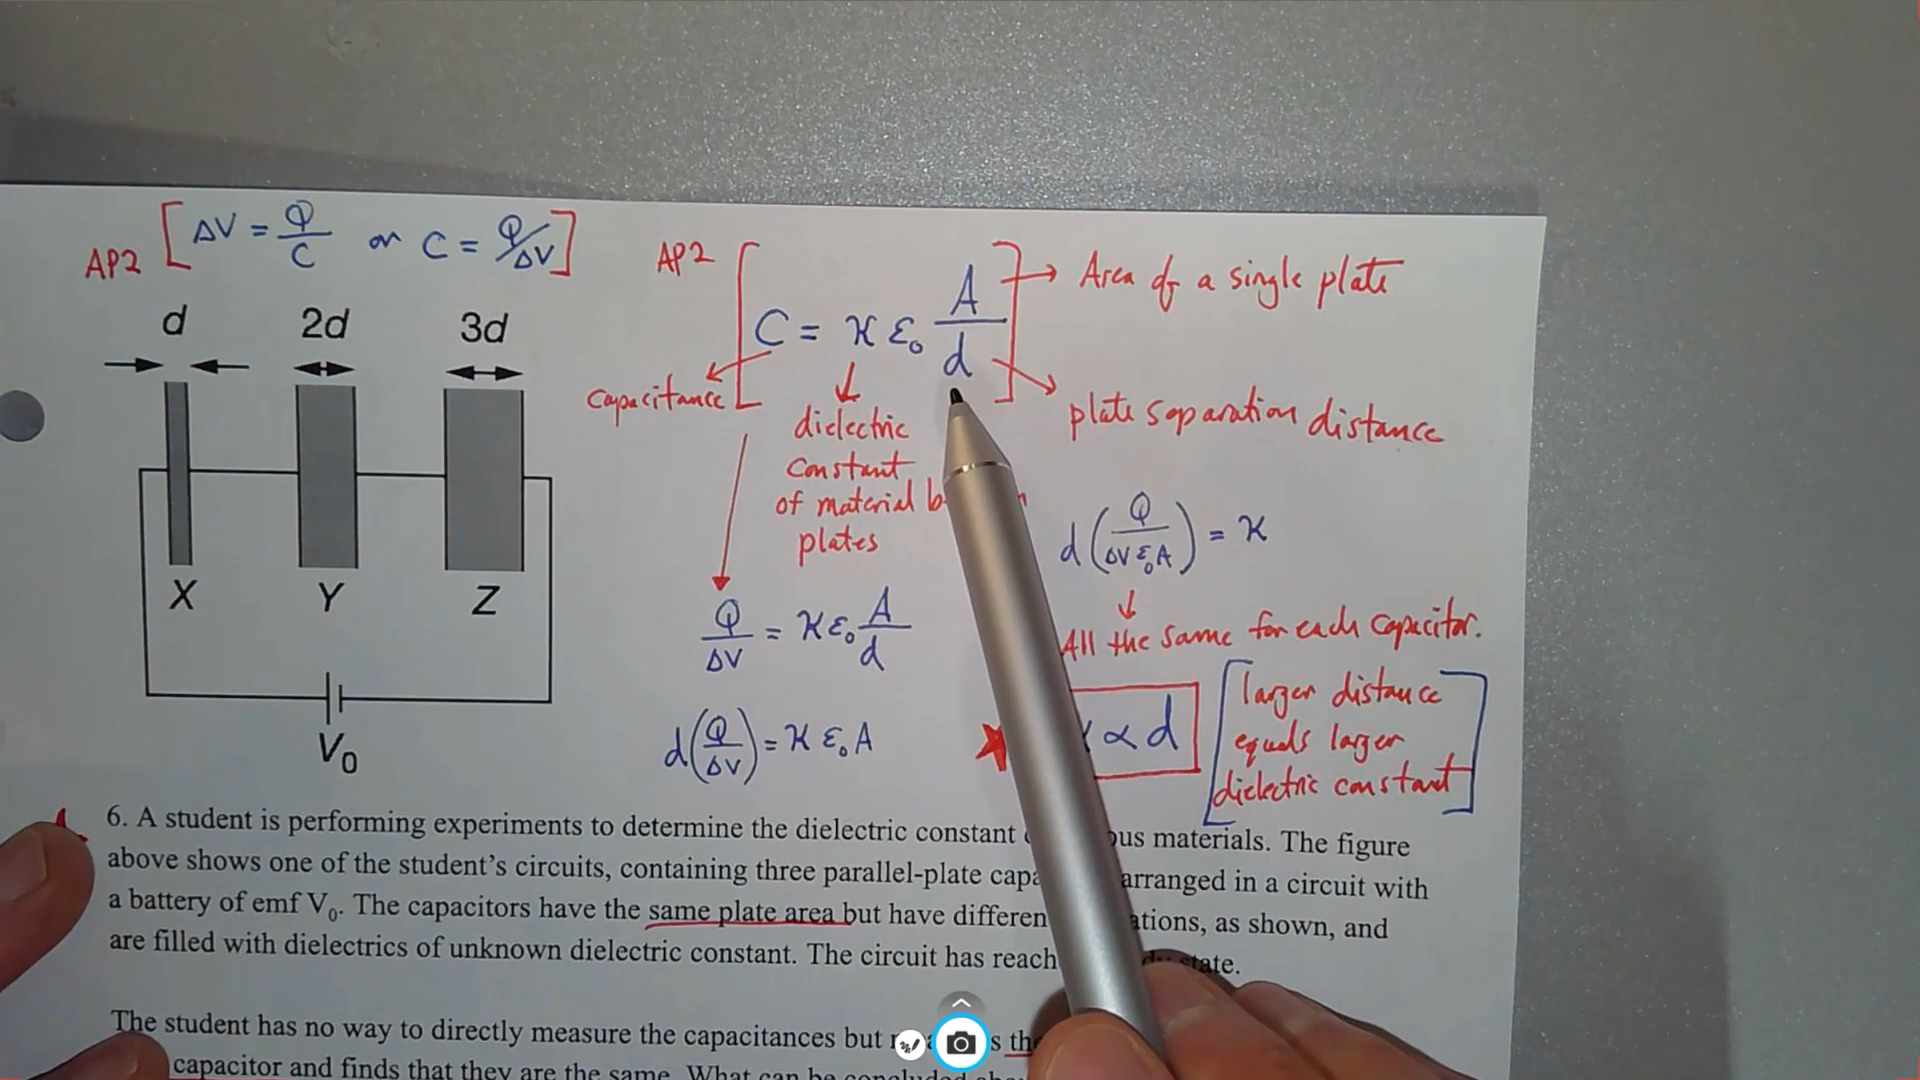 AP2 [ΔV = Q/C or C = Q/ΔV]
d 2d 3d
X Y Z
V₀
AP2 [C = κ ε₀ A/d]
Area of a single plate
capacitance
plate separation distance
dielectric
constant
of material
plates
Q/ΔV = κ ε₀ A/d
d(Q/ΔV) = κ ε₀ A
d(Q/ΔV ε₀ A) = κ
All the same for each capacitor.
∝ d
[larger distance
equals larger
dielectric constant]
6. A student is performing experiments to determine the dielectric constant materials. The figure
above shows one of the student's circuits, containing three parallel-plate arranged in a circuit with
a battery of emf V₀. The capacitors have the same plate area but have as shown, and
are filled with dielectrics of unknown dielectric constant. The circuit has state.
The student has no way to directly measure the capacitances but
capacitor and finds that they are the same. What can be concluded